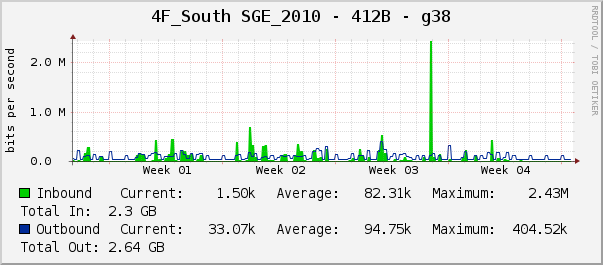 4F_South SGE_2010 - 412B - g38
RRDTOOL / TOBI OETIKER
bits per second
2.0 M
1.0 M
0.0
Week 01 Week 02 Week 03 Week 04
Inbound Current: 1.50k Average: 82.31k Maximum: 2.43M
Total In: 2.3 GB
Outbound Current: 33.07k Average: 94.75k Maximum: 404.52k
Total Out: 2.64 GB